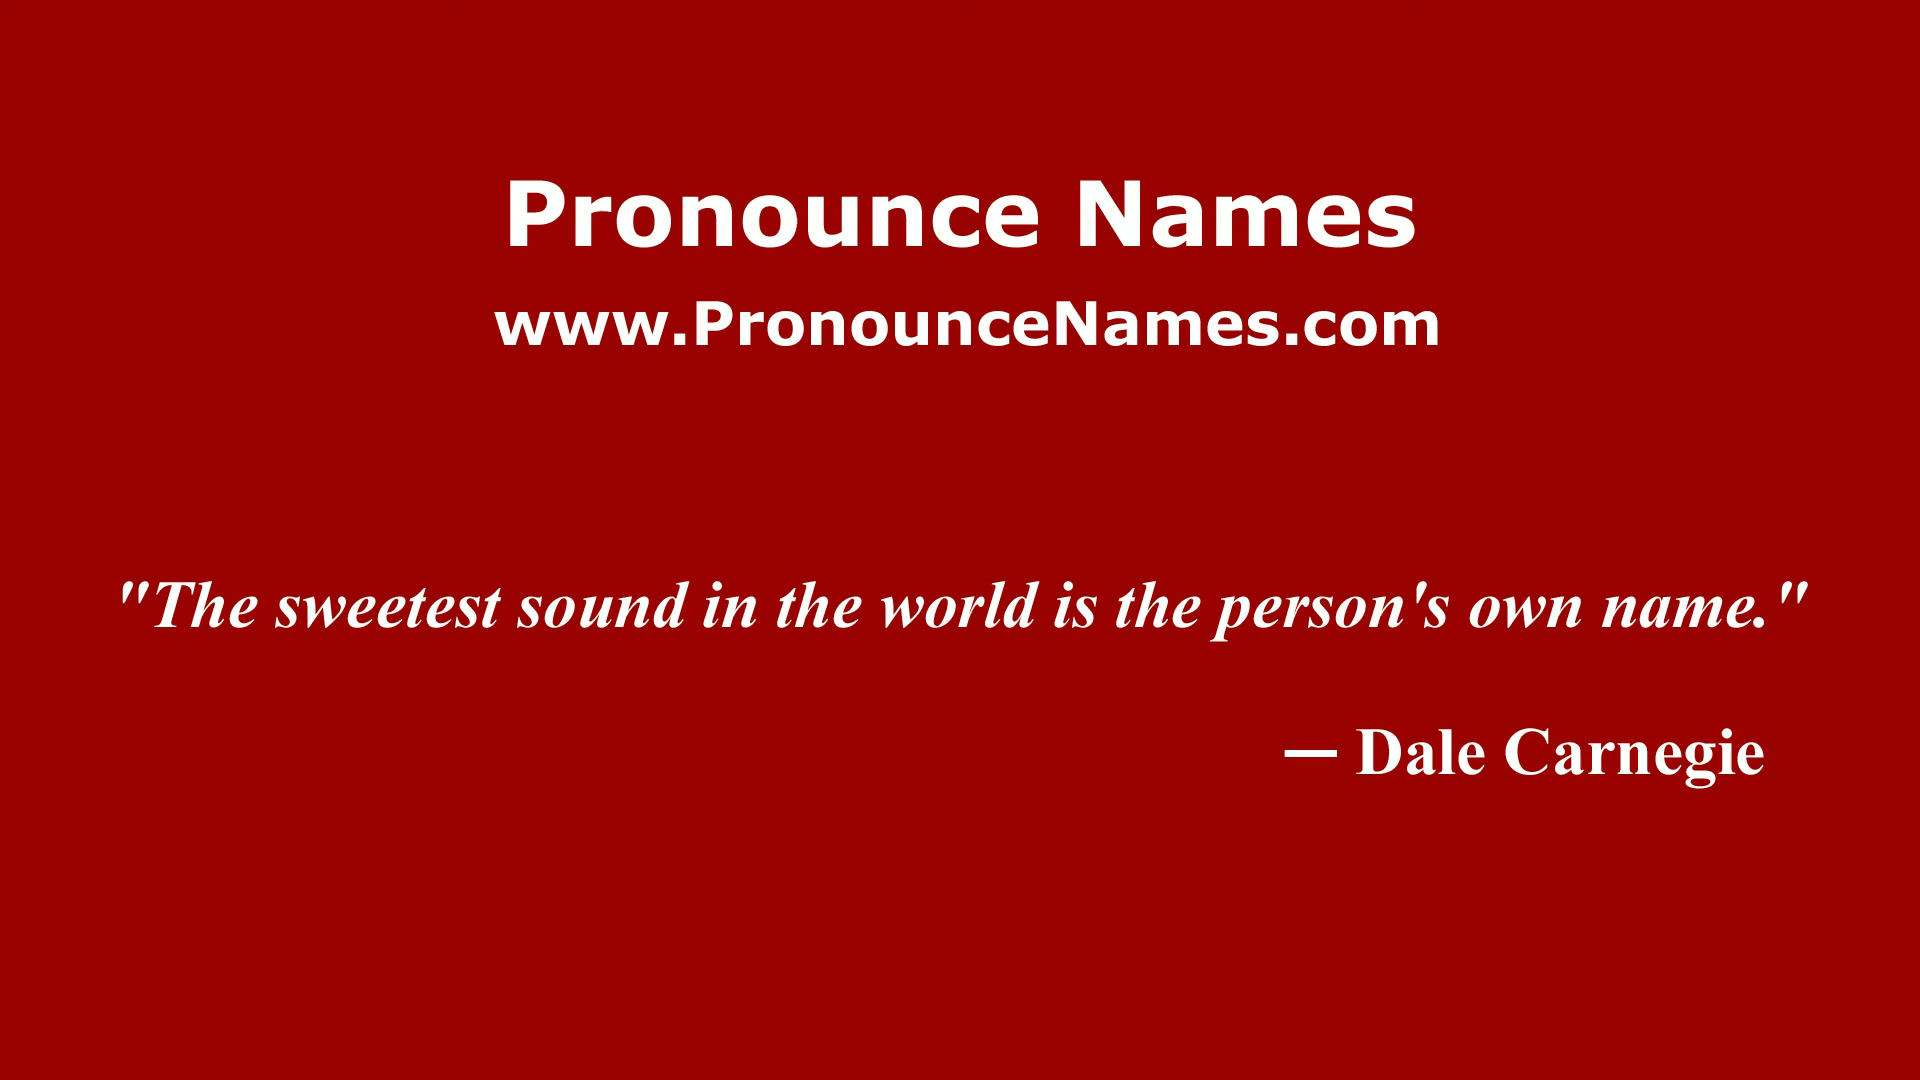 Pronounce Names
www.PronounceNames.com
"The sweetest sound in the world is the person's own name."
— Dale Carnegie